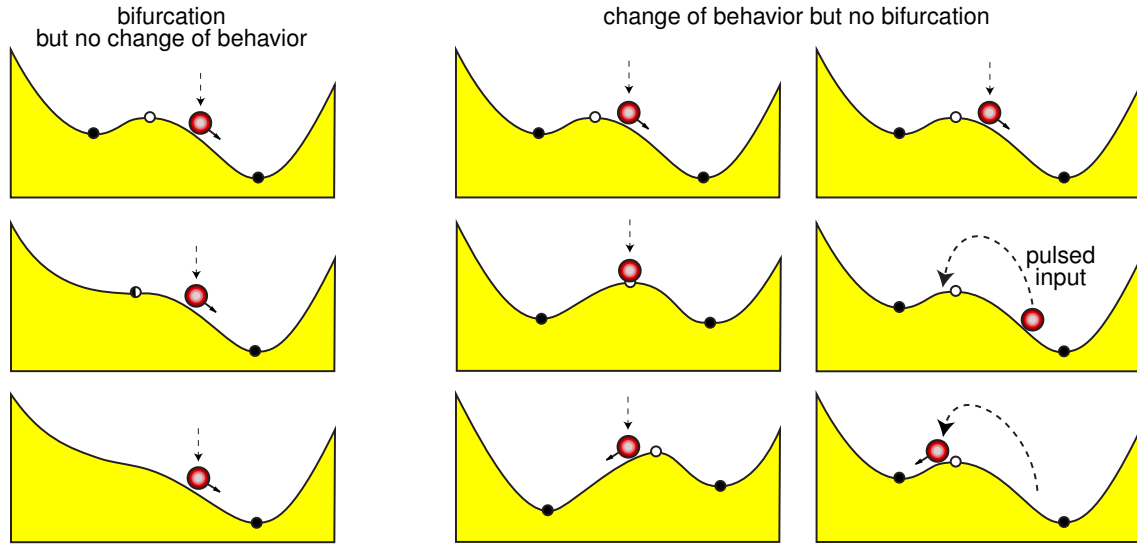 bifurcation
but no change of behavior
change of behavior but no bifurcation
pulsed
input